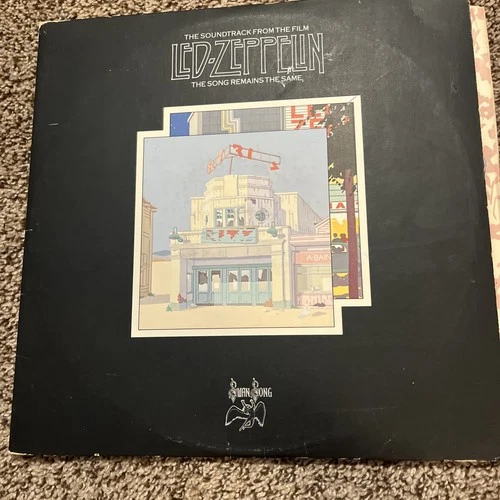 THE SOUNDTRACK FROM THE FILM
LED-ZEPPELIN
THE SONG REMAINS THE SAME
SWAN SONG